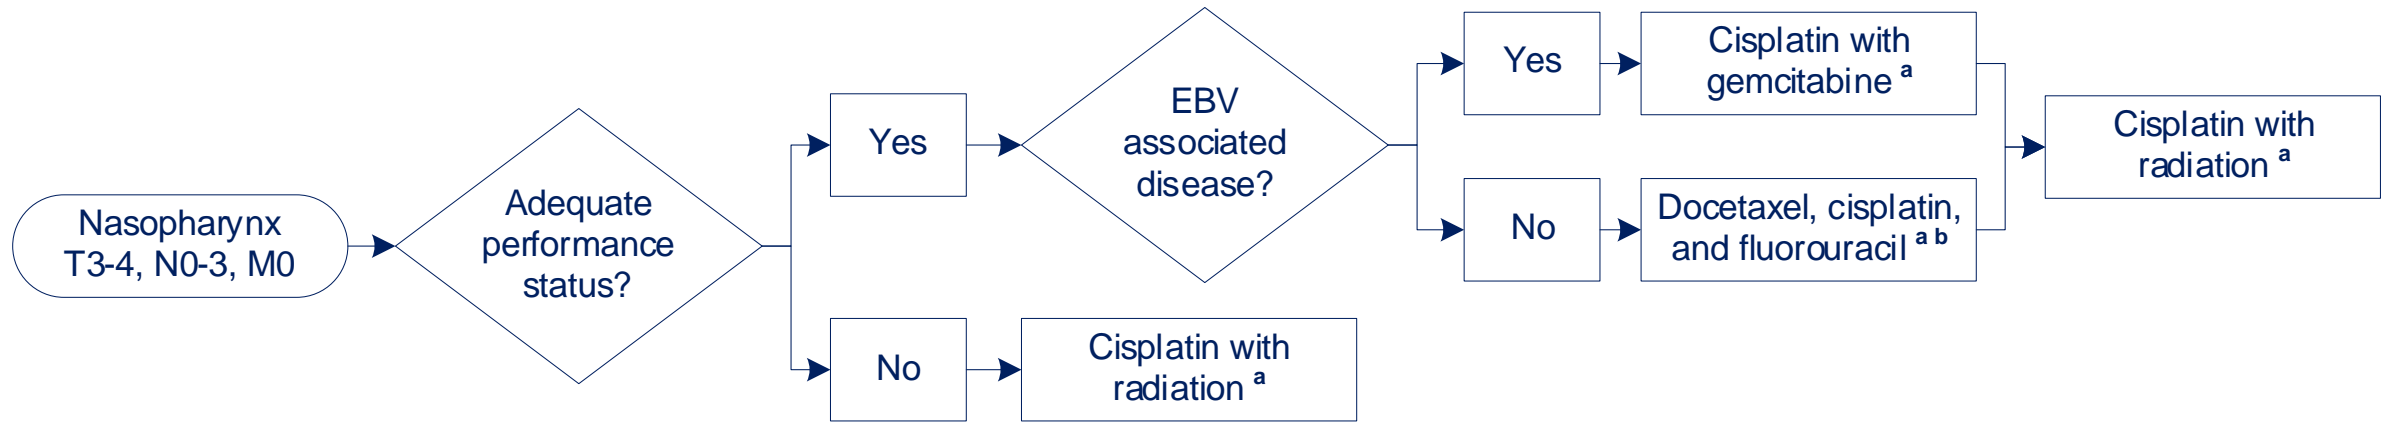 Nasopharynx
T3-4, N0-3, M0
Adequate
performance
status?
Yes
EBV
associated
disease?
Yes
Cisplatin with
gemcitabine a
No
Docetaxel, cisplatin,
and fluorouracil a b
Cisplatin with
radiation a
No
Cisplatin with
radiation a